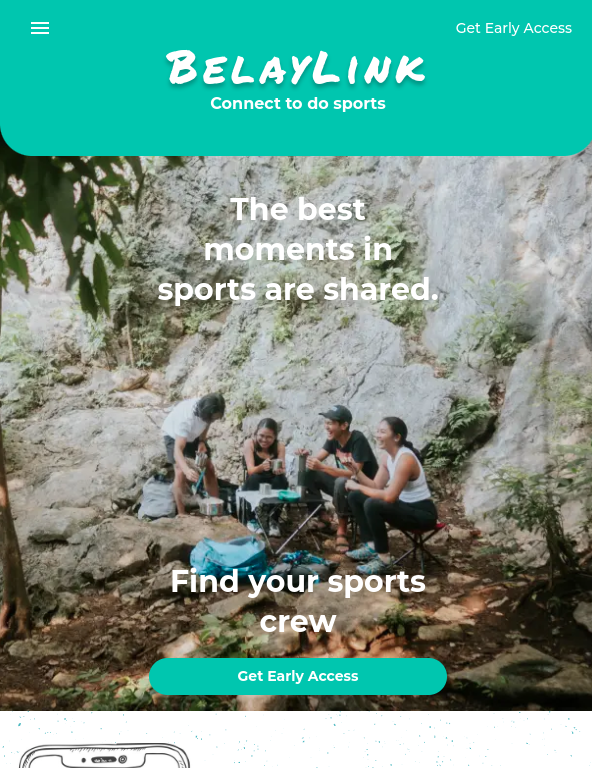 Get Early Access
BelayLink
Connect to do sports
The best
moments in
sports are shared.
Find your sports
crew
Get Early Access